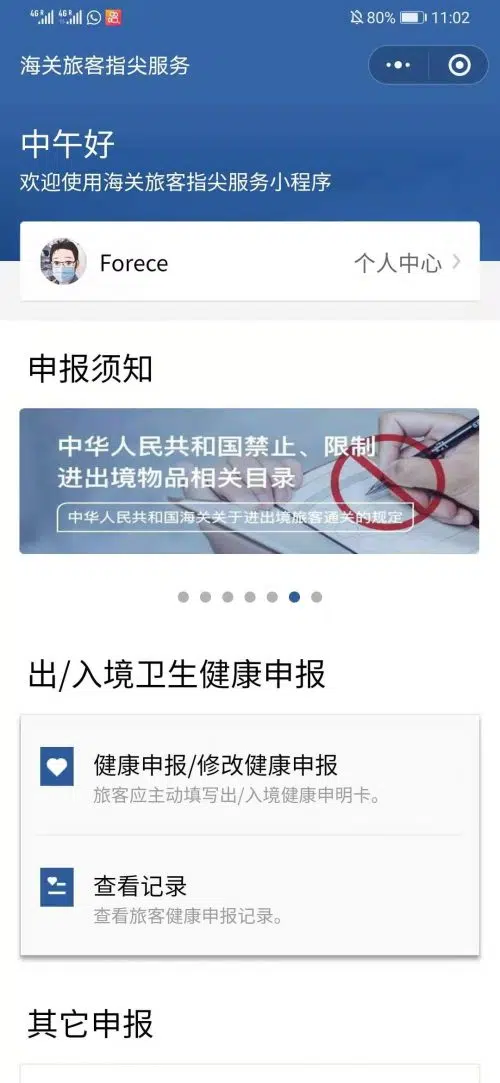 80% 11:02
海关旅客指尖服务
中午好
欢迎使用海关旅客指尖服务小程序
Forece
个人中心
申报须知
中华人民共和国禁止、限制
进出境物品相关目录
中华人民共和国海关关于进出境旅客通关的规定
出/入境卫生健康申报
健康申报/修改健康申报
旅客应主动填写出/入境健康申明卡。
查看记录
查看旅客健康申报记录。
其它申报